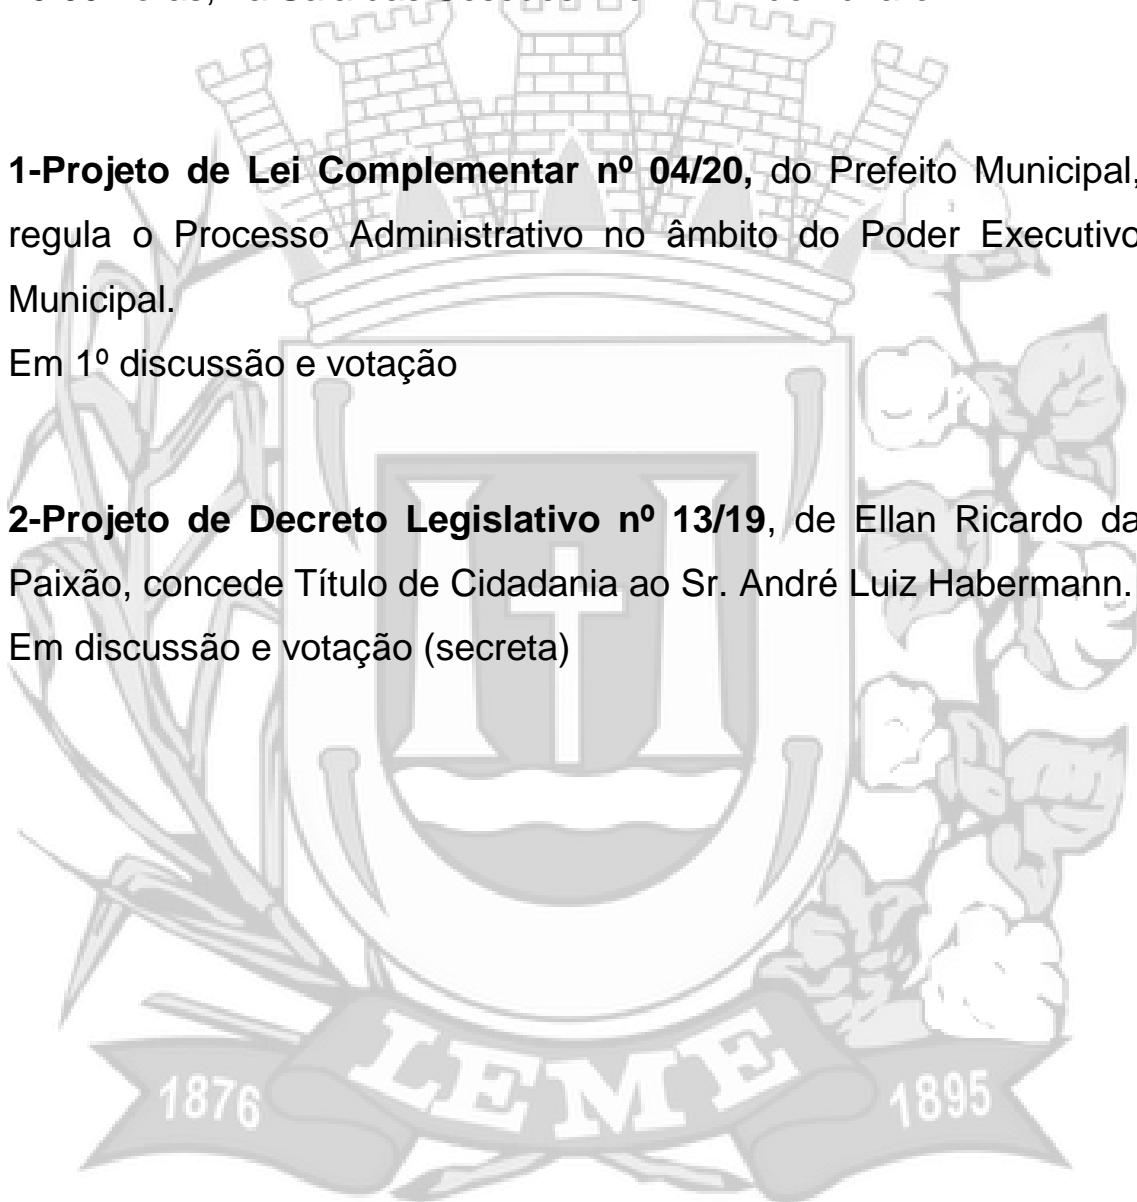 1-Projeto de Lei Complementar nº 04/20, do Prefeito Municipal,
regula o Processo Administrativo no âmbito do Poder Executivo
Municipal.
Em 1º discussão e votação
2-Projeto de Decreto Legislativo nº 13/19, de Ellan Ricardo da
Paixão, concede Título de Cidadania ao Sr. André Luiz Habermann.
Em discussão e votação (secreta)
1876 LEME 1895